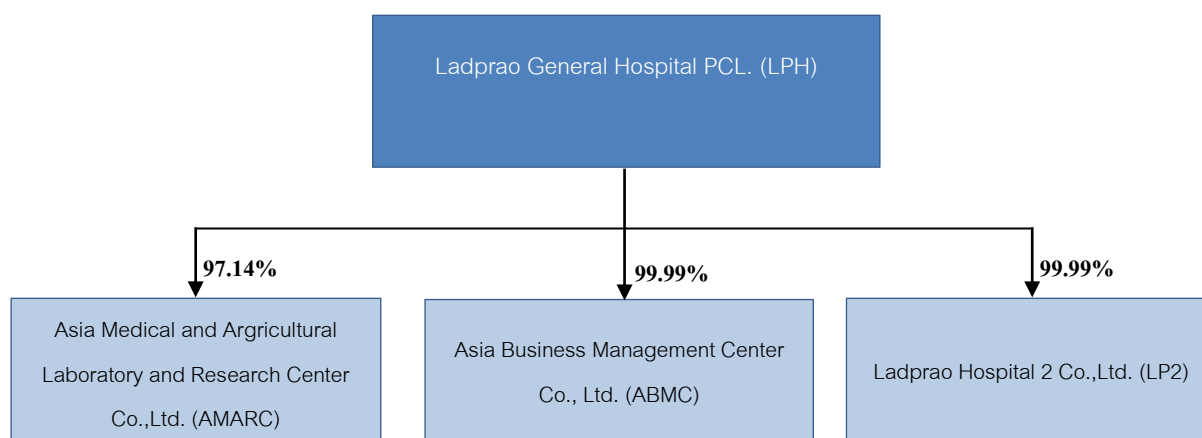 Ladprao General Hospital PCL. (LPH)
97.14%
99.99%
99.99%
Asia Medical and Argricultural
Laboratory and Research Center
Co.,Ltd. (AMARC)
Asia Business Management Center
Co., Ltd. (ABMC)
Ladprao Hospital 2 Co.,Ltd. (LP2)